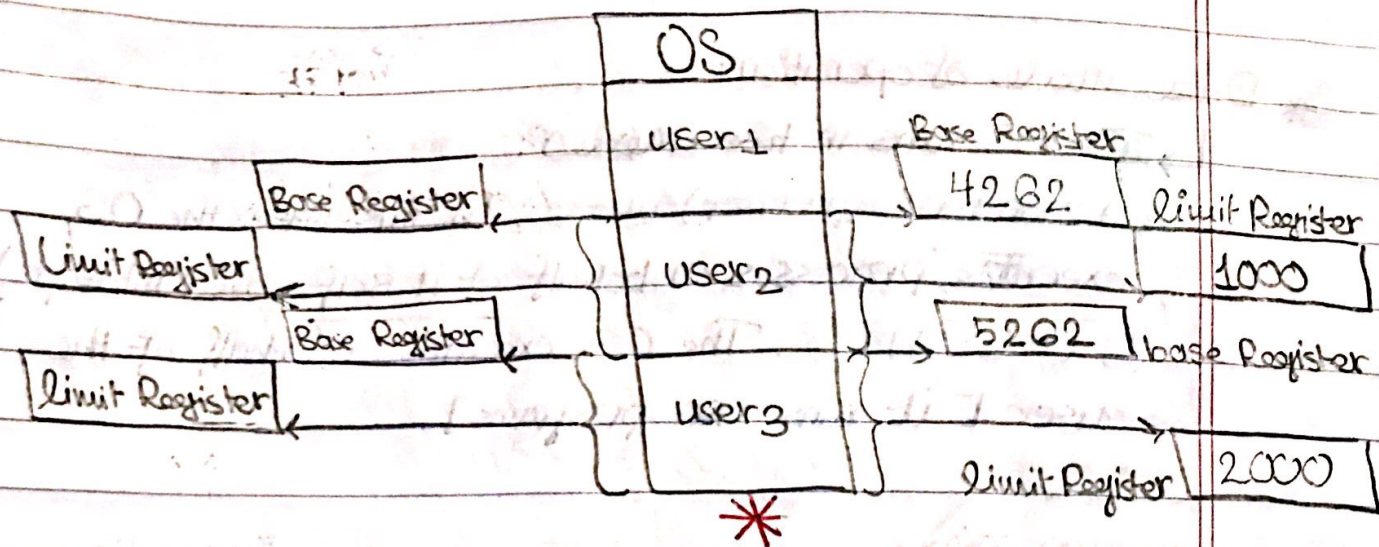 OS
user1
Base Register
Base Register
4262
limit Register
Limit Register
user2
1000
Base Register
5262
base Register
limit Register
user3
limit Register
2000